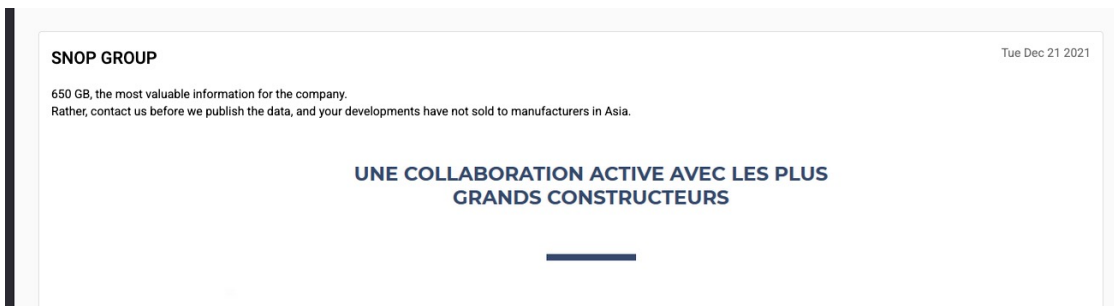 SNOP GROUP
Tue Dec 21 2021
650 GB, the most valuable information for the company.
Rather, contact us before we publish the data, and your developments have not sold to manufacturers in Asia.
UNE COLLABORATION ACTIVE AVEC LES PLUS
GRANDS CONSTRUCTEURS